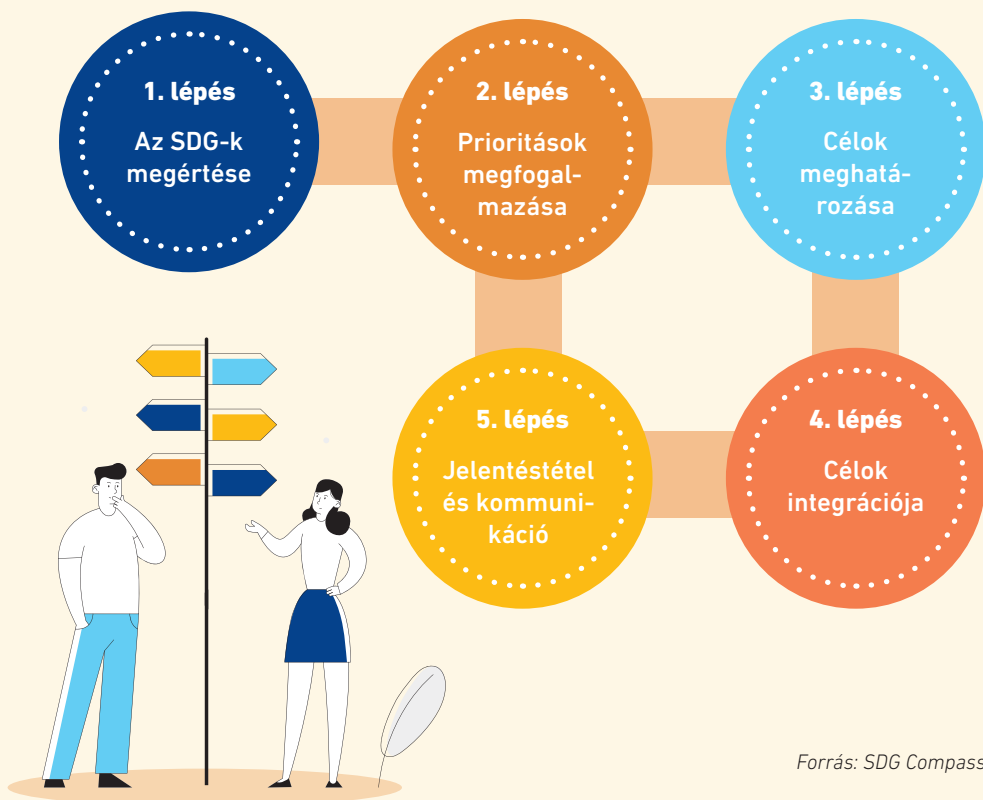 1. lépés
Az SDG-k
megértése
2. lépés
Prioritások
megfogal-
mazása
3. lépés
Célok
meghatá-
rozása
4. lépés
Célok
integrációja
5. lépés
Jelentéstétel
és kommuni-
káció
Forrás: SDG Compass